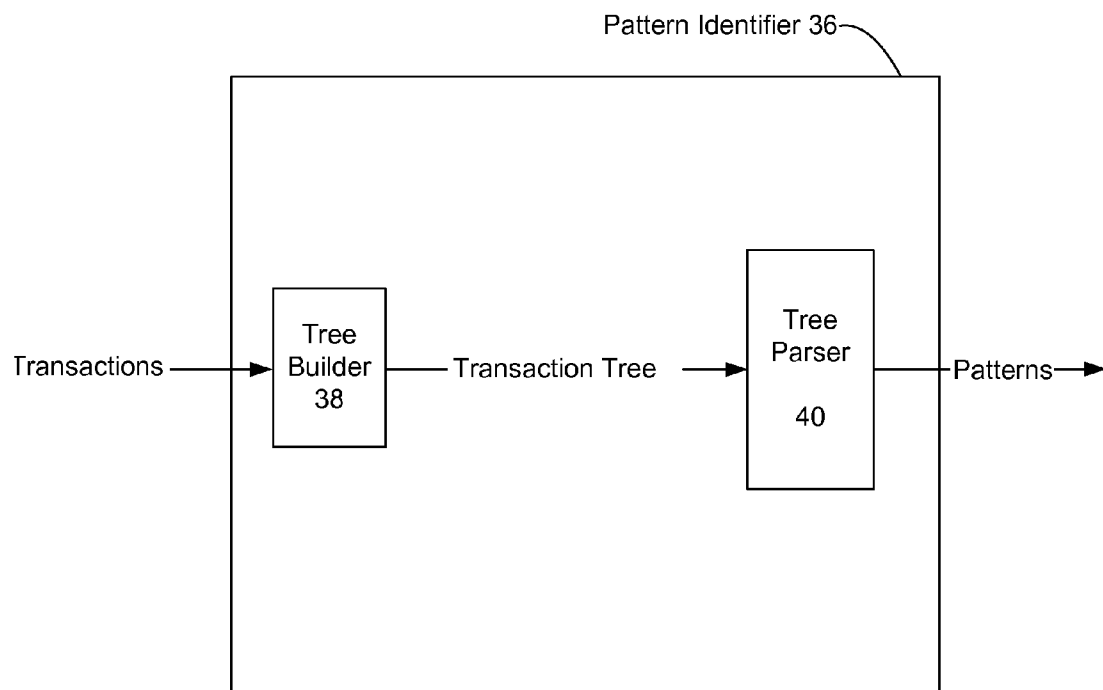 Pattern Identifier 36
Tree
Builder
38
Tree
Parser
40
Transactions
Transaction Tree
Patterns